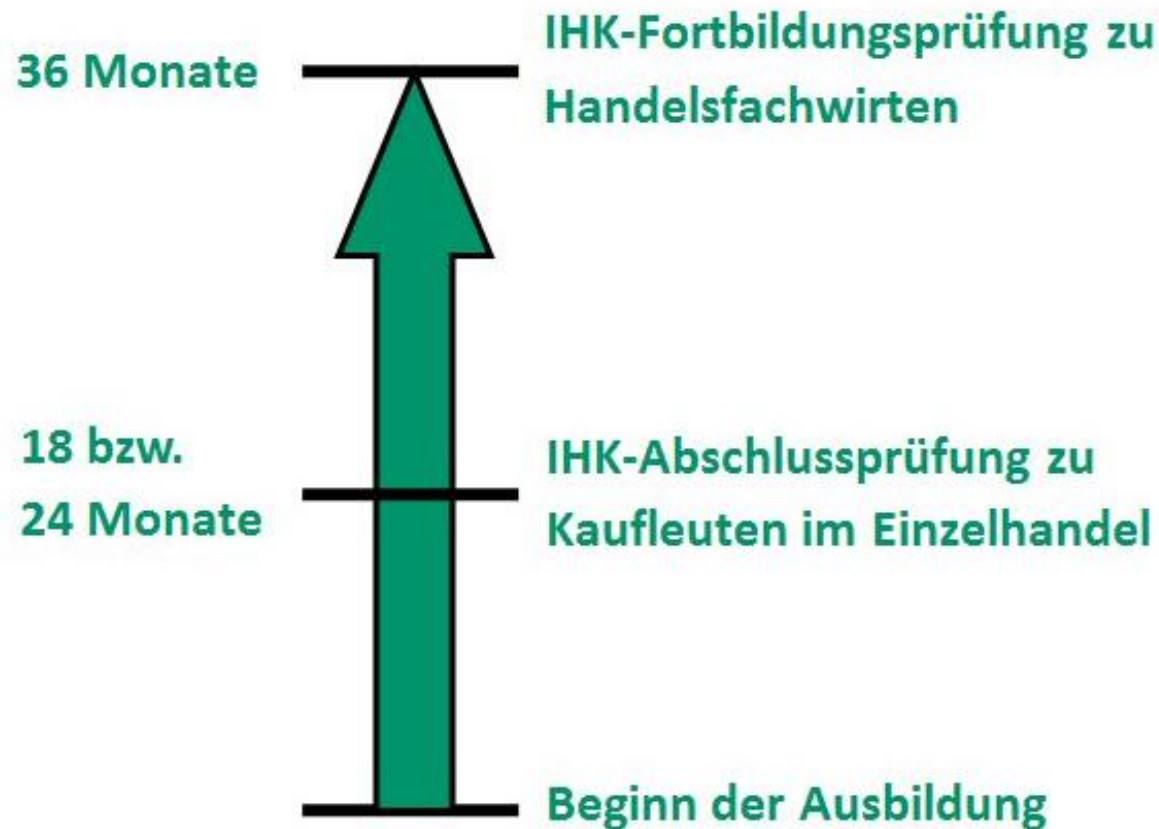 36 Monate
IHK-Fortbildungsprüfung zu
Handelsfachwirten
18 bzw.
24 Monate
IHK-Abschlussprüfung zu
Kaufleuten im Einzelhandel
Beginn der Ausbildung